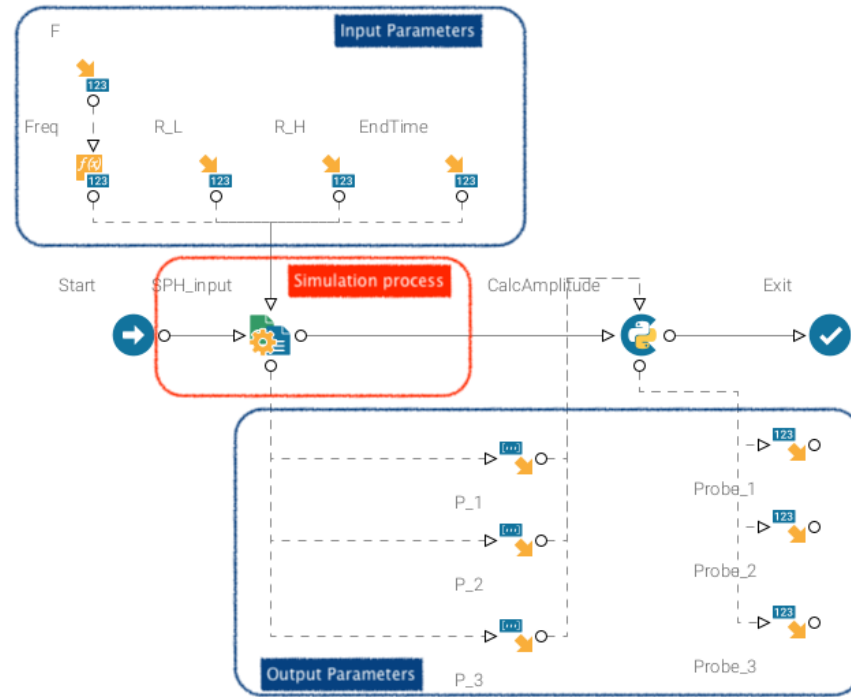 F
Input Parameters
123
Freq
R_L
R_H
EndTime
f(x)
123
123
123
123
Start
SPH_input
Simulation process
CalcAmplitude
Exit
[...]
123
P_1
Probe_1
[...]
123
P_2
Probe_2
[...]
123
P_3
Probe_3
Output Parameters